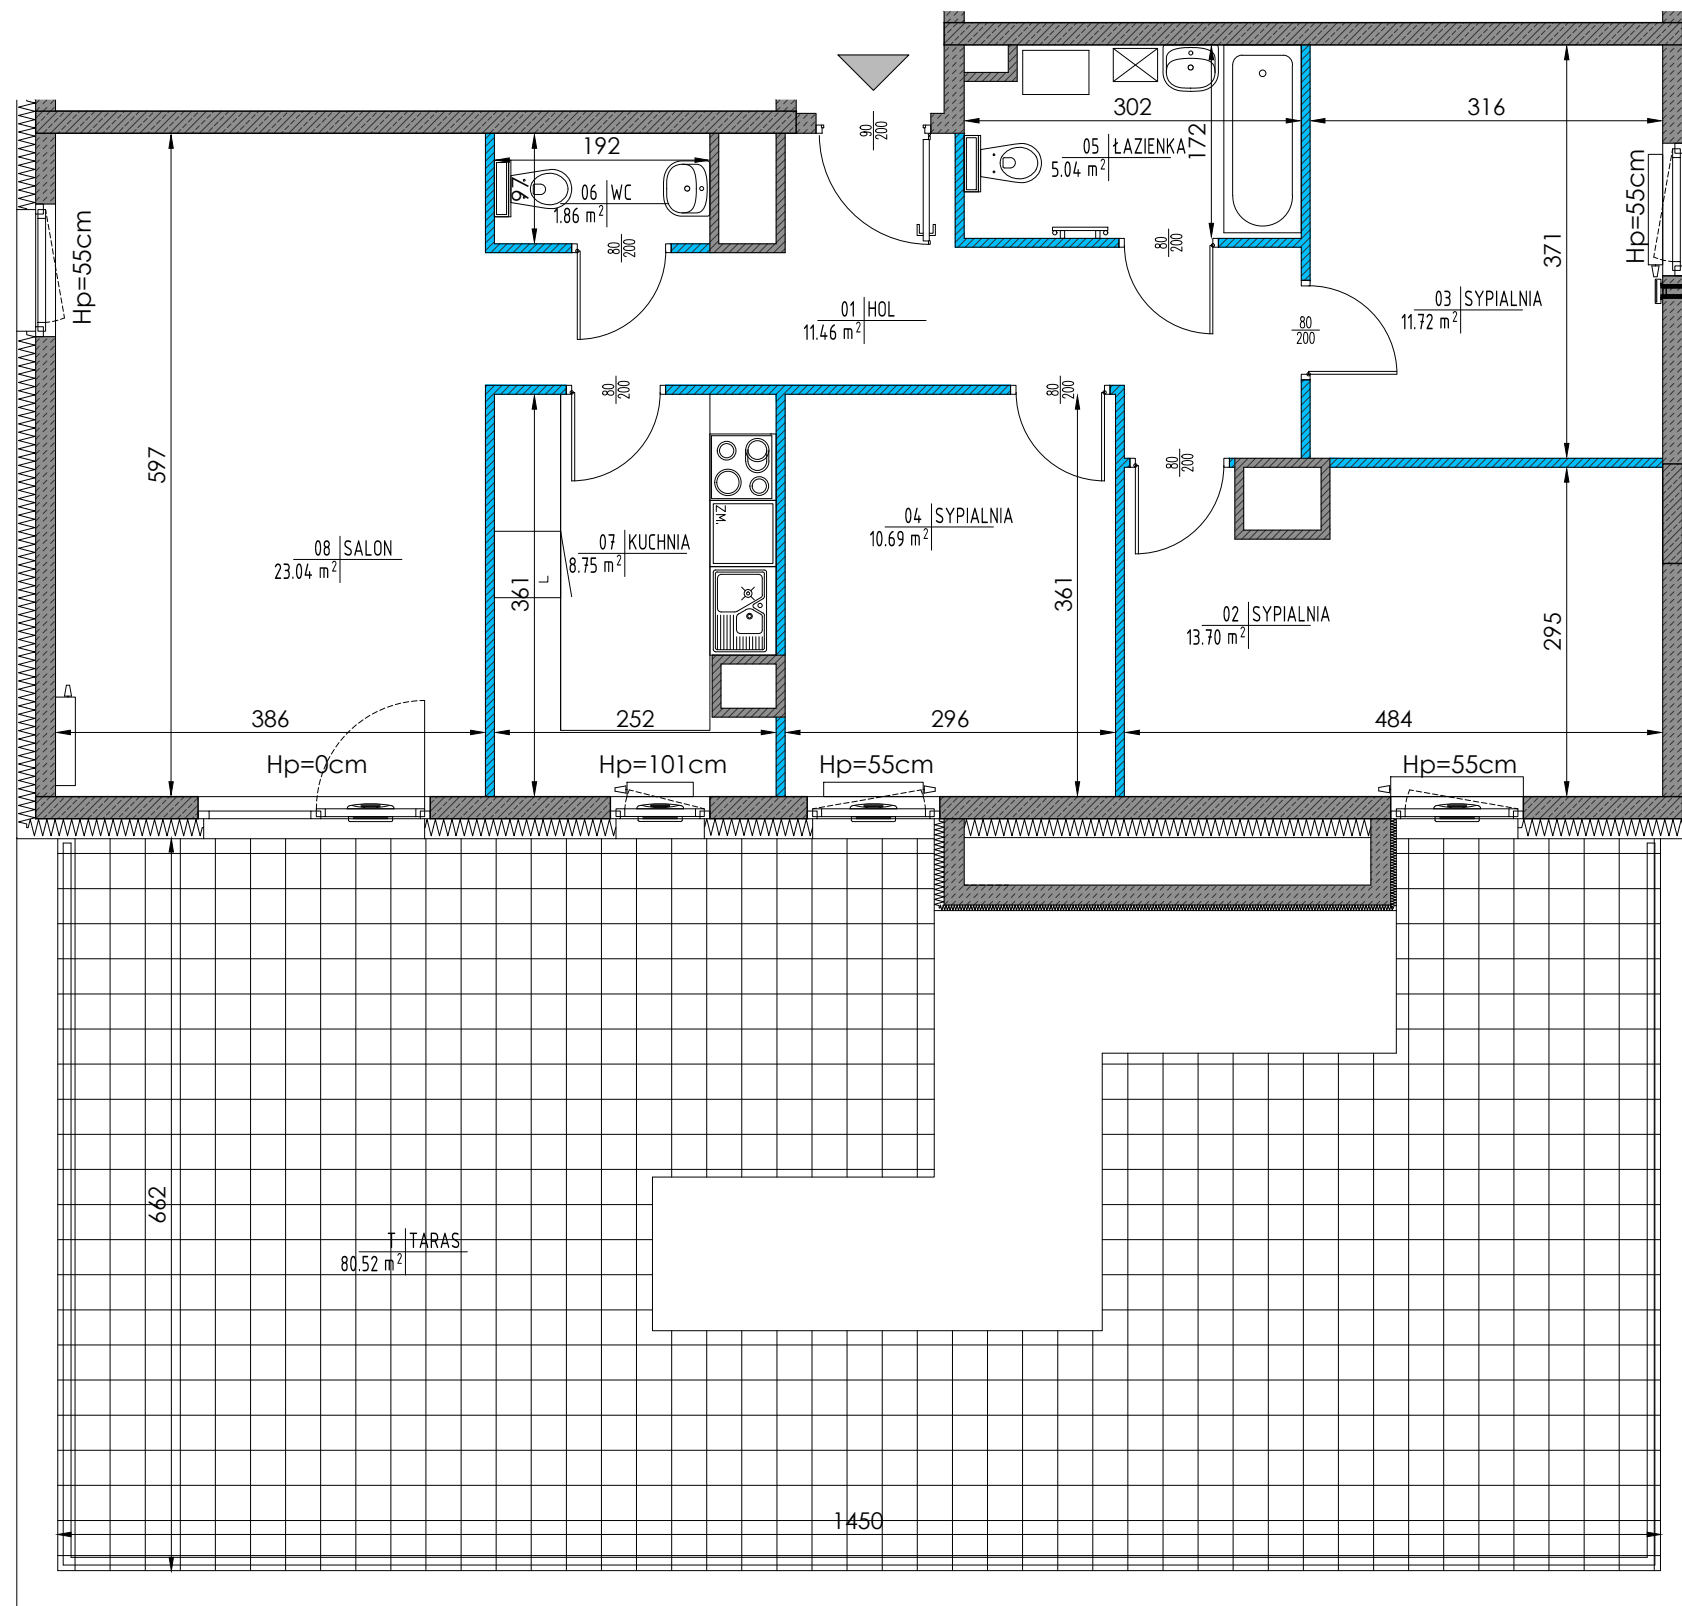 90
200
302
316
192
172
05 ŁAZIENKA
5.04 m²
97
06 WC
1.86 m²
Hp=55cm
Hp=55cm
80
200
80
200
371
01 HOL
11.46 m²
03 SYPIALNIA
11.72 m²
80
200
80
200
80
200
597
80
200
ZM.
04 SYPIALNIA
10.69 m²
08 SALON
23.04 m²
07 KUCHNIA
8.75 m²
361
L
361
02 SYPIALNIA
13.70 m²
295
386
252
296
484
Hp=0cm
Hp=101cm
Hp=55cm
Hp=55cm
662
T TARAS
80.52 m²
1450